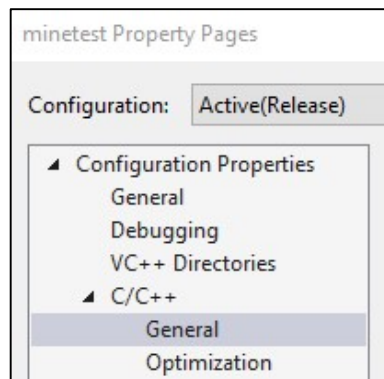 minetest Property Pages
Configuration: Active(Release)
Configuration Properties
General
Debugging
VC++ Directories
C/C++
General
Optimization